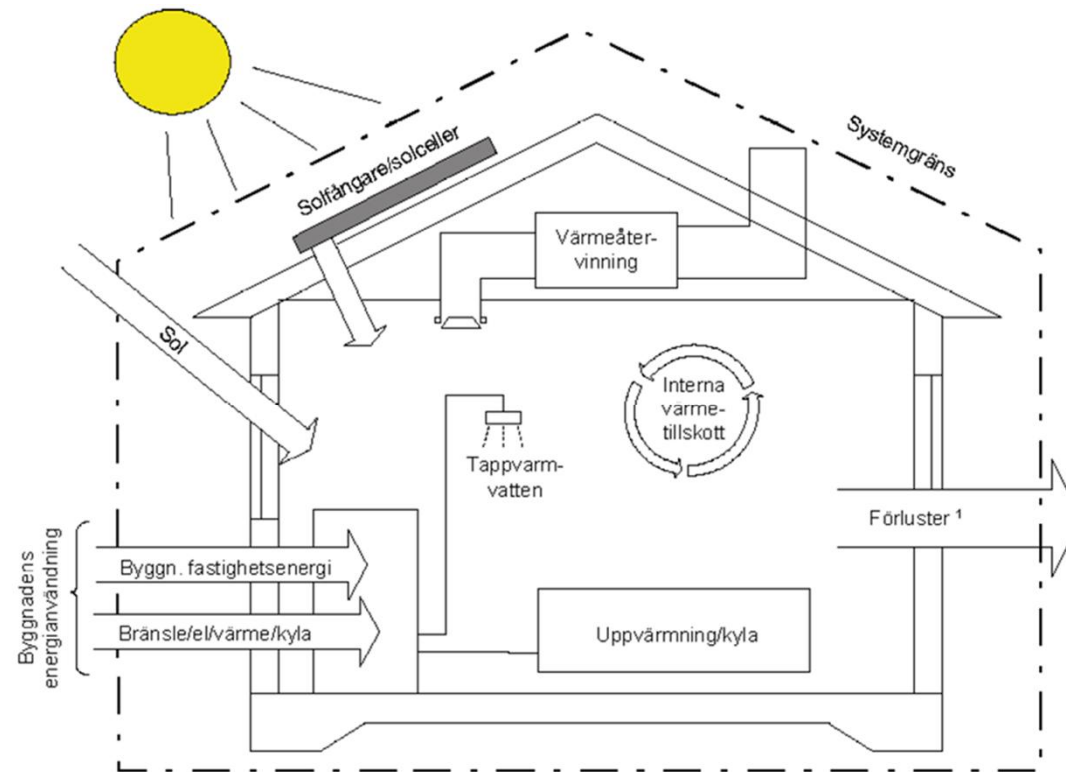 Systemgräns
Solfångare/solceller
Värmeåter-
vinning
Sol
Interna
värme-
tillskott
Tappvarm-
vatten
Förluster ¹
Byggnadens
energianvändning
Byggn. fastighetsenergi
Bränsle/el/värme/kyla
Uppvärmning/kyla